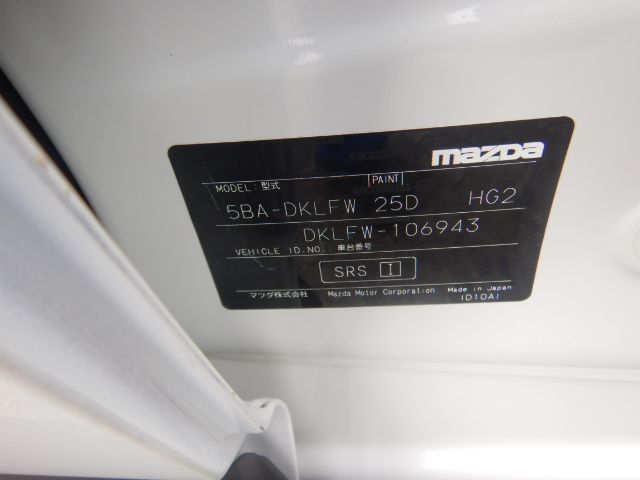 mazda
MODEL: 型式 PAINT
5BA-DKLFW 25D HG2
DKLFW-106943
VEHICLE ID.NO. 車台番号
SRS I
マツダ株式会社 Mazda Motor Corporation Made in Japan
ID10A1